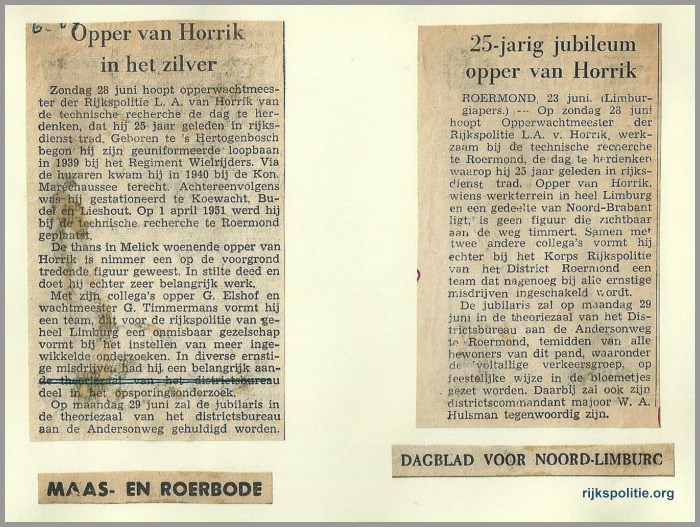 Opper van Horrik
in het zilver
Zondag 28 juni hoopt opperwachtmees-
ter der Rijkspolitie L. A. van Horrik van
de technische recherche de dag te her-
denken, dat hij 25 jaar geleden in rijks-
dienst trad. Geboren te 's Hertogenbosch
begon hij zijn geuniformeerde loopbaan
in 1939 bij het Regiment Wielrijders. Via
de huzaren kwam hij in 1940 bij de Kon.
Maréchaussee terecht. Achtereenvolgens
was hij gestationeerd te Koewacht, Bu-
del en Lieshout. Op 1 april 1951 werd hij
bij de technische recherche te Roermond
geplaatst.
De thans in Melick woenende opper van
Horrik is nimmer een op de voorgrond
tredende figuur geweest. In stilte deed en
doet hij echter zeer belangrijk werk.
Met zijn collega's opper G. Elshof en
wachtmeester G. Timmermans vormt hij
een team, dat voor de rijkspolitie van ge-
heel Limburg een onmisbaar gezelschap
vormt bij het instellen van meer inge-
wikkelde onderzoeken. In diverse ernsti-
ge misdrijven had hij een belangrijk aan-
de theoriezaal van het districtsbureau
deel in het opsporingsonderzoek.
Op maandag 29 juni zal de jubilaris in
de theoriezaal van het districtsbureau
aan de Andersonweg gehuldigd worden.
MAAS- EN ROERBODE
25-jarig jubileum
opper van Horrik
ROERMOND, 23 juni. (Limbur-
giapers.) — Op zondag 28 juni
hoopt Opperwachtmeester der
Rijkspolitie L.A. v. Horrik, werk-
zaam bij de technische recherche
te Roermond, de dag te herdenken
waarop hij 25 jaar geleden in rijks-
dienst trad. Opper van Horrik,
wiens werkterrein in heel Limburg
en een gedeelte van Noord-Brabant
ligt, is geen figuur die zichtbaar
aan de weg timmert. Samen met
twee andere collega's vormt hij
echter bij het Korps Rijkspolitie
van het District Roermond een
team dat nagenoeg bij alle ernstige
misdrijven ingeschakeld wordt.
De jubilaris zal op maandag 29
juni in de theoriezaal van het Dis-
trictsbureau aan de Andersonweg
te Roermond, temidden van alle
bewoners van dit pand, waaronder
de voltallige verkeersgroep, op
feestelijke wijze in de bloemetjes
gezet worden. Daarbij zal ook zijn
districtscommandant majoor W. A.
Hulsman tegenwoordig zijn.
DAGBLAD VOOR NOORD-LIMBURG
rijkspolitie.org